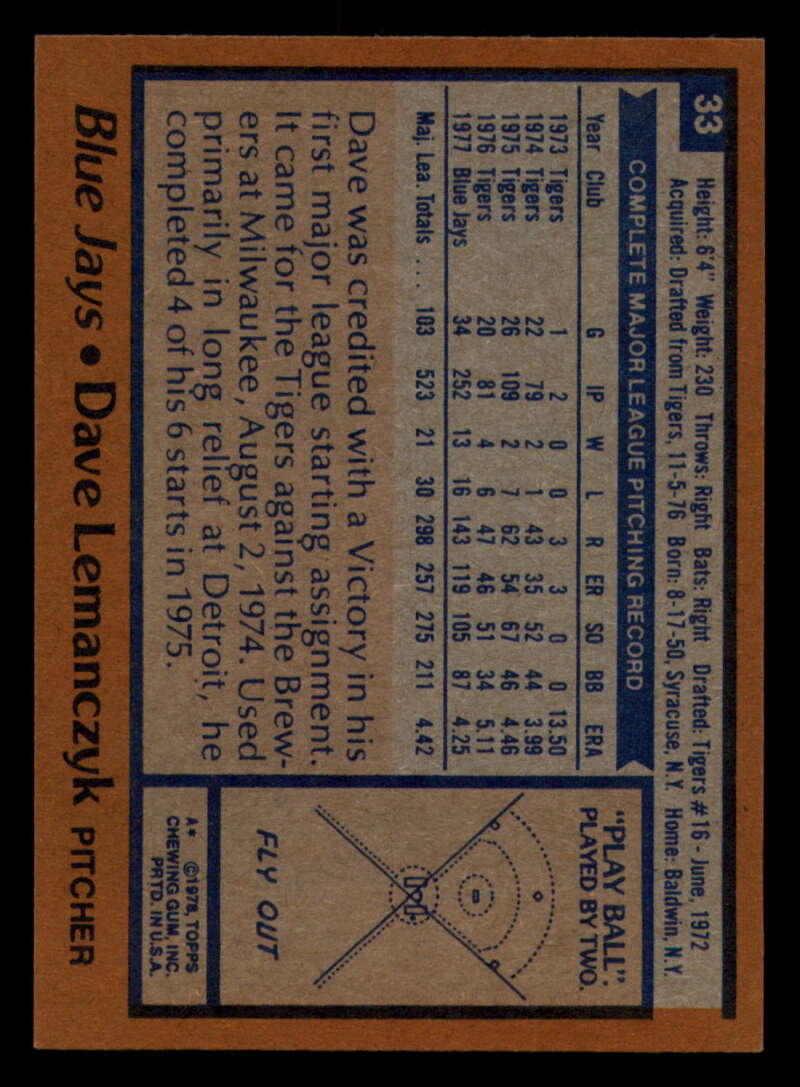 33
Height: 6'4" Weight: 230 Throws: Right Bats: Right Drafted: Tigers #16 - June, 1972
Acquired: Drafted from Tigers, 11-5-76 Born: 8-17-50, Syracuse, N.Y. Home: Baldwin, N.Y.
COMPLETE MAJOR LEAGUE PITCHING RECORD
Year Club G IP W L R ER SO BB ERA
1973 Tigers 1 2 0 0 3 3 0 0 13.50
1974 Tigers 22 79 2 1 43 35 52 44 3.99
1975 Tigers 26 109 2 7 62 54 67 46 4.46
1976 Tigers 20 81 4 6 47 46 51 34 5.11
1977 Blue Jays 34 252 13 16 143 119 105 87 4.25
Maj. Lea. Totals ... 103 523 21 30 298 257 275 211 4.42
Dave was credited with a Victory in his
first major league starting assignment.
It came for the Tigers against the Brew-
ers at Milwaukee, August 2, 1974. Used
primarily in long relief at Detroit, he
completed 4 of his 6 starts in 1975.
"PLAY BALL".
PLAYED BY TWO.
FLY OUT
A* ©1978, TOPPS
CHEWING GUM, INC.
PRTD. IN U.S.A.
Blue Jays • Dave Lemanczyk PITCHER